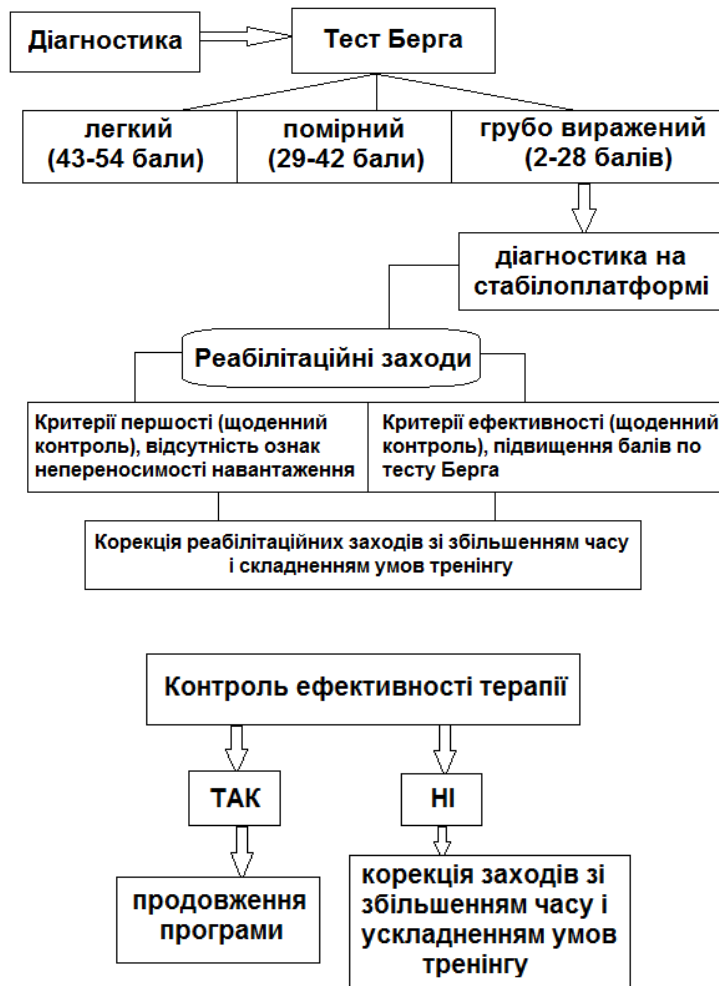 Діагностика
Тест Берга
легкий
(43-54 бали)
помірний
(29-42 бали)
грубо виражений
(2-28 балів)
діагностика на
стабілоплатформі
Реабілітаційні заходи
Критерії першості (щоденний
контроль), відсутність ознак
непереносимості навантаження
Критерії ефективності (щоденний
контроль), підвищення балів по
тесту Берга
Корекція реабілітаційних заходів зі збільшенням часу
і складненням умов тренінгу
Контроль ефективності терапії
ТАК
НІ
продовження
програми
корекція заходів зі
збільшенням часу і
ускладненням умов
тренінгу